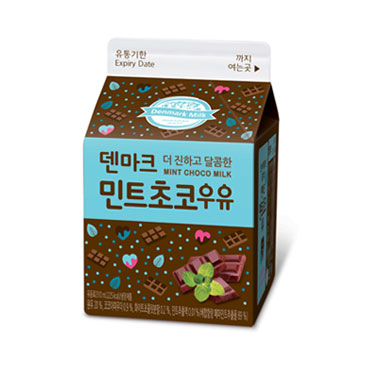 유통기한
Expiry Date
까지
여는곳 ▶
Denmark Milk
덴마크 더 진하고 달콤한
MINT CHOCO MILK
민트초코우유